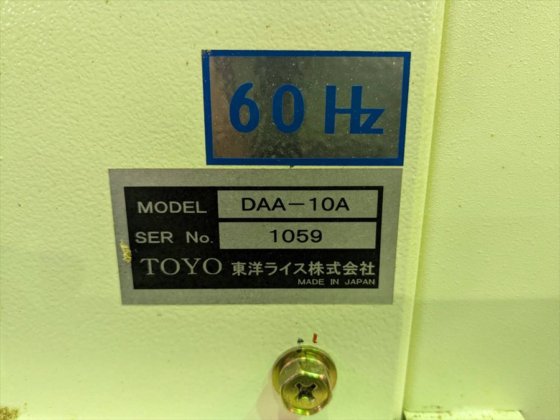 60 Hz
MODEL DAA-10A
SER No. 1059
TOYO 東洋ライス株式会社
MADE IN JAPAN